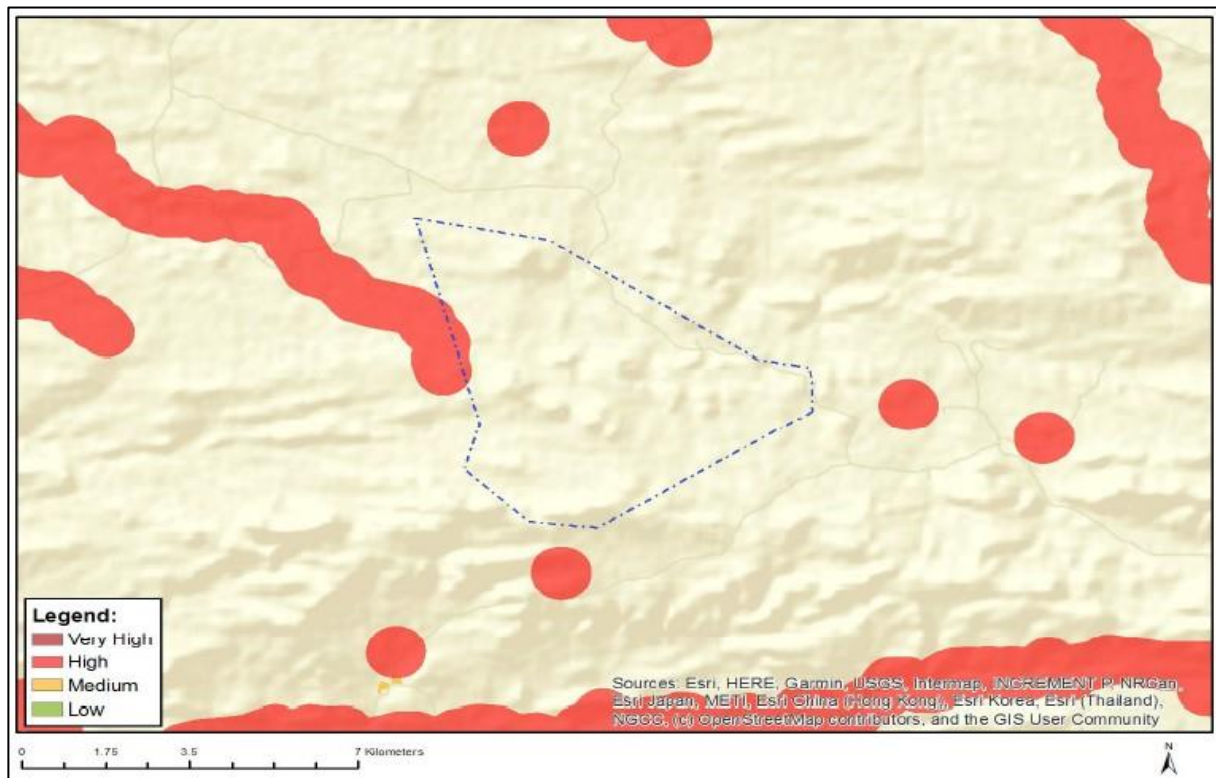 Legend:
Very High
High
Medium
Low
Sources: Esri, HERE, Garmin, USGS, Intermap, INCREMENT P, NRCan,
Esri Japan, METI, Esri China (Hong Kong), Esri Korea, Esri (Thailand),
NGCC, (c) OpenStreetMap contributors, and the GIS User Community
0 1.75 3.5 7 Kilometers
N